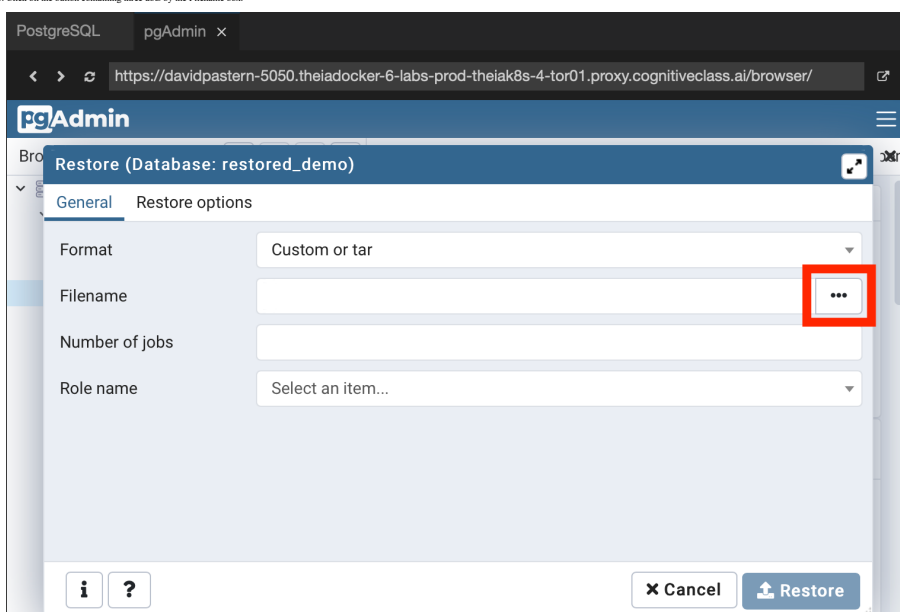 PostgreSQL pgAdmin ×
https://davidpastern-5050.theiadocker-6-labs-prod-theiak8s-4-tor01.proxy.cognitiveclass.ai/browser/
pgAdmin
Bro
Restore (Database: restored_demo)
General Restore options
Format Custom or tar
Filename •••
Number of jobs
Role name Select an item...
i ? × Cancel Restore